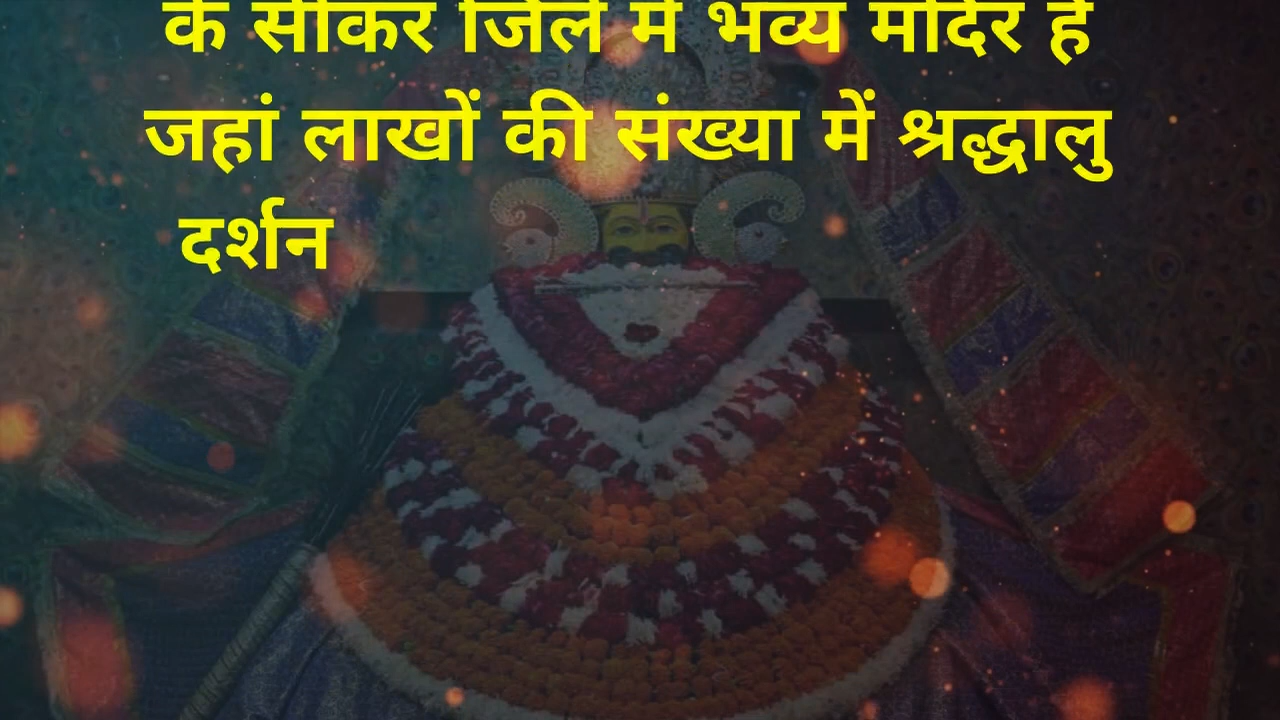 के सीकर जिले में भव्य मंदिर है
जहां लाखों की संख्या में श्रद्धालु
दर्शन